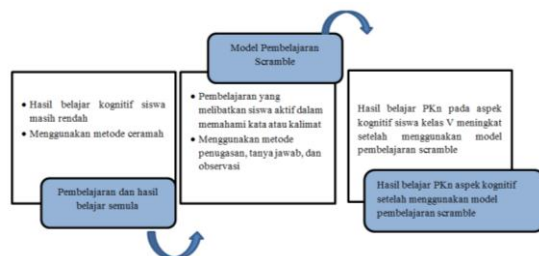 Model Pembelajaran
Scramble
• Hasil belajar kognitif siswa
masih rendah
• Menggunakan metode ceramah
Pembelajaran dan hasil
belajar semula
• Pembelajaran yang
melibatkan siswa aktif dalam
memahami kata atau kalimat
• Menggunakan metode
penugasan, tanya jawab, dan
observasi
Hasil belajar PKn pada aspek
kognitif siswa kelas V meningkat
setelah menggunakan model
pembelajaran scramble
Hasil belajar PKn aspek kognitif
setelah menggunakan model
pembelajaran scramble